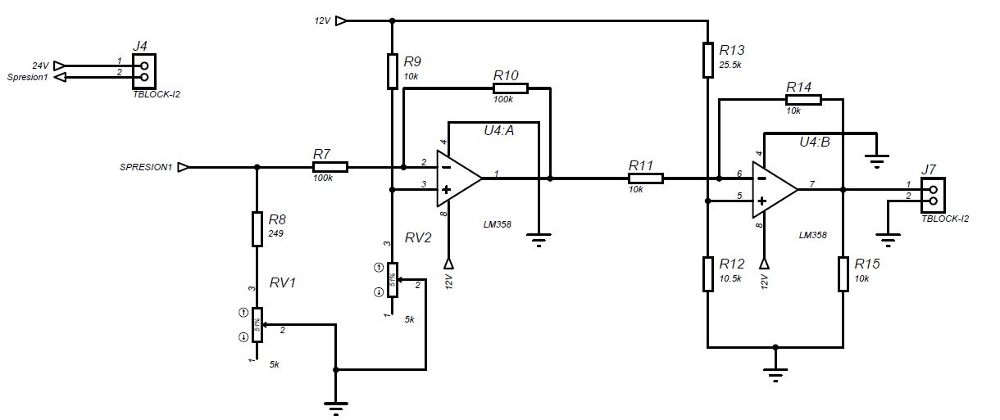 12V
J4
24V
1
Spresion1
2
TBLOCK-I2
R9
10k
R10
100k
R13
25.5k
R14
10k
U4:A
4
SPRESION1
R7
100k
2
1
3
8
LM358
12V
R11
10k
U4:B
4
6
7
5
8
LM358
12V
J7
1
2
TBLOCK-I2
R8
249
RV2
3
51%
2
1
5k
RV1
3
51%
2
1
5k
R12
10.5k
R15
10k